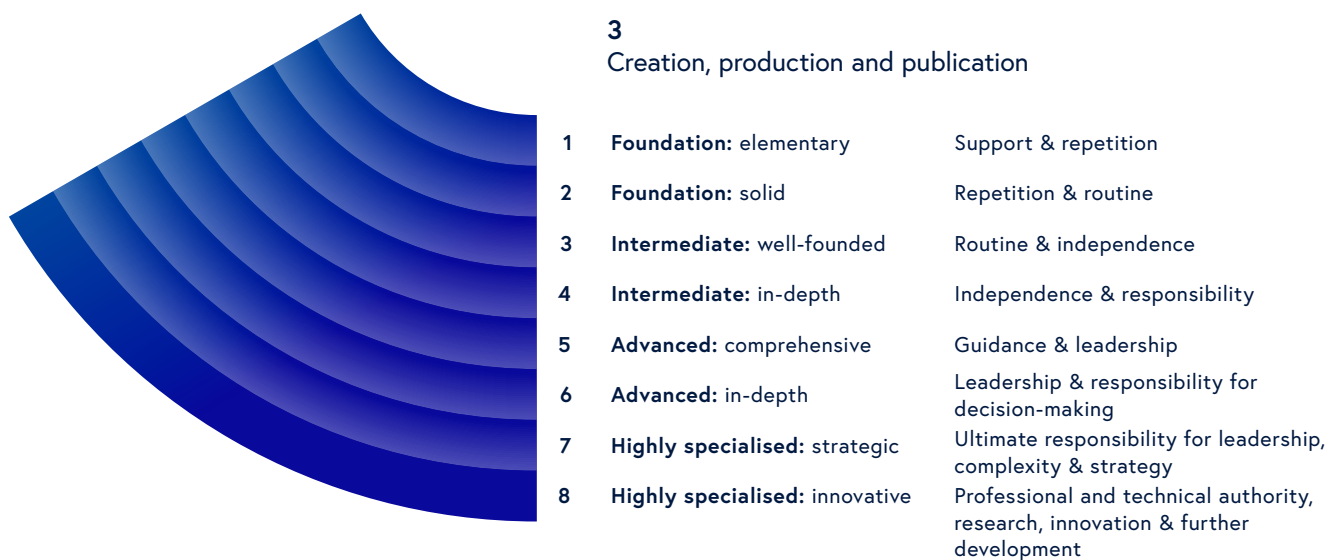 3
Creation, production and publication
1 Foundation: elementary Support & repetition
2 Foundation: solid Repetition & routine
3 Intermediate: well-founded Routine & independence
4 Intermediate: in-depth Independence & responsibility
5 Advanced: comprehensive Guidance & leadership
6 Advanced: in-depth Leadership & responsibility for
decision-making
7 Highly specialised: strategic Ultimate responsibility for leadership,
complexity & strategy
8 Highly specialised: innovative Professional and technical authority,
research, innovation & further
development